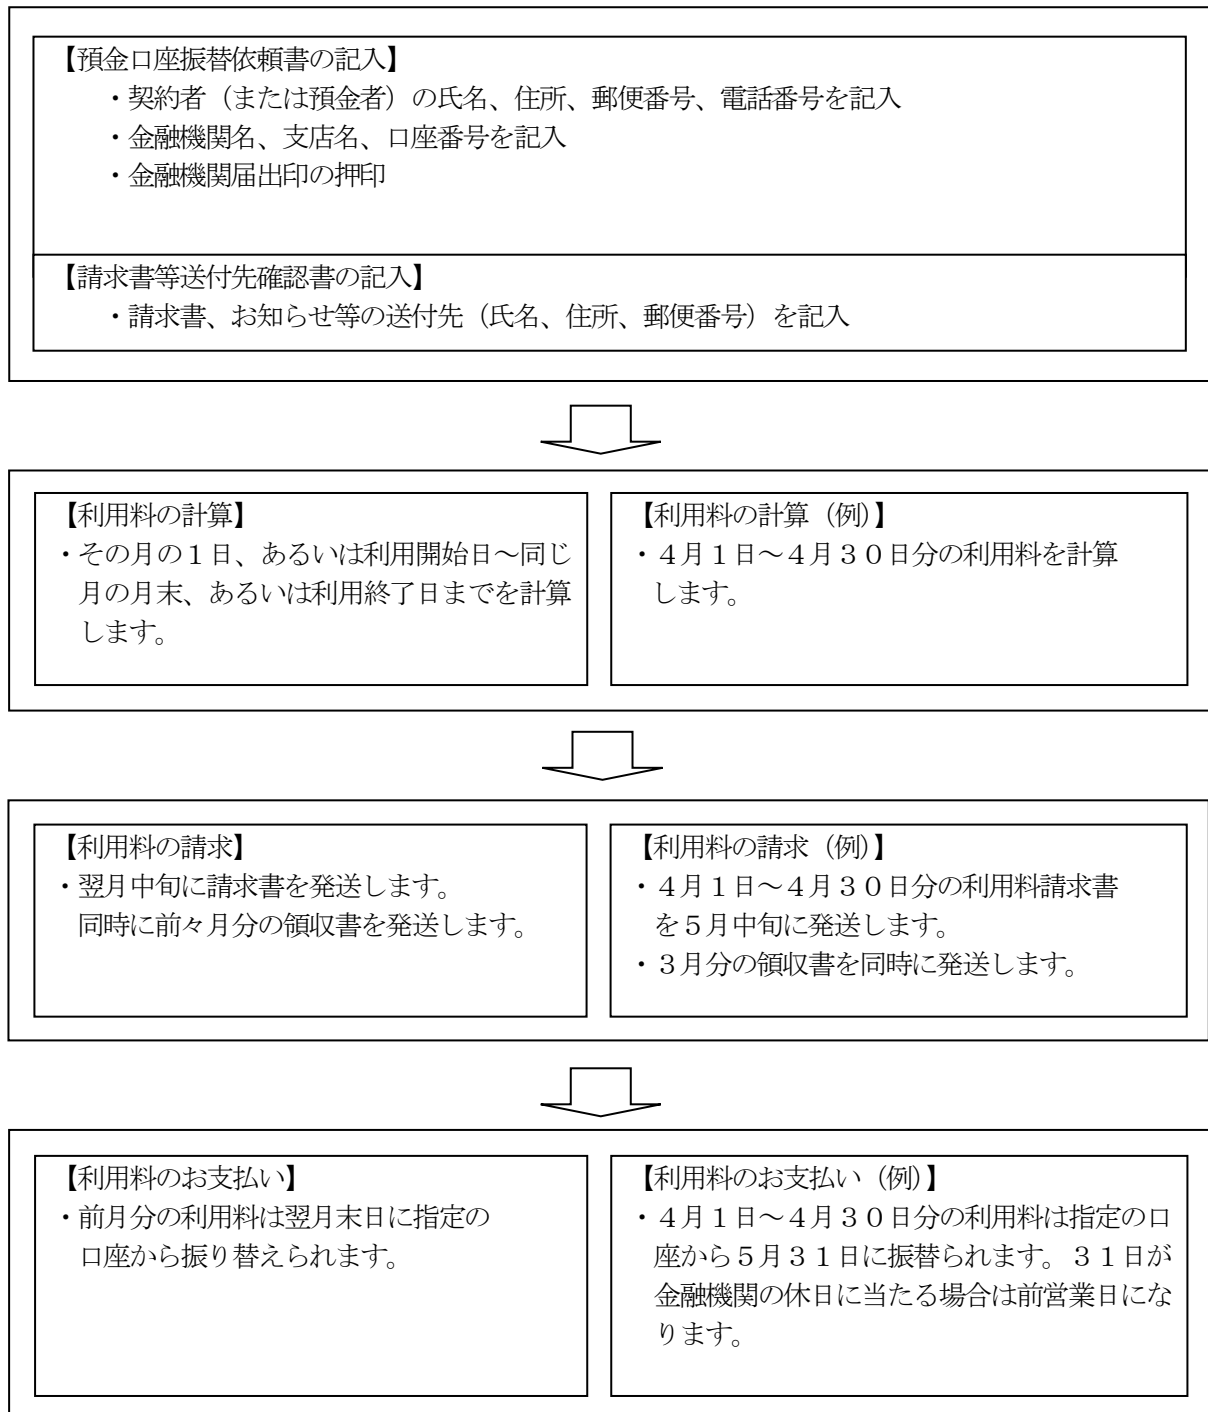 【預金口座振替依頼書の記入】
・契約者（または預金者）の氏名、住所、郵便番号、電話番号を記入
・金融機関名、支店名、口座番号を記入
・金融機関届出印の押印
【請求書等送付先確認書の記入】
・請求書、お知らせ等の送付先（氏名、住所、郵便番号）を記入
【利用料の計算】
・その月の１日、あるいは利用開始日～同じ
月の月末、あるいは利用終了日までを計算
します。
【利用料の計算（例）】
・４月１日～４月３０日分の利用料を計算
します。
【利用料の請求】
・翌月中旬に請求書を発送します。
同時に前々月分の領収書を発送します。
【利用料の請求（例）】
・４月１日～４月３０日分の利用料請求書
を５月中旬に発送します。
・３月分の領収書を同時に発送します。
【利用料のお支払い】
・前月分の利用料は翌月末日に指定の
口座から振り替えられます。
【利用料のお支払い（例）】
・４月１日～４月３０日分の利用料は指定の口
座から５月３１日に振替られます。３１日が
金融機関の休日に当たる場合は前営業日にな
ります。